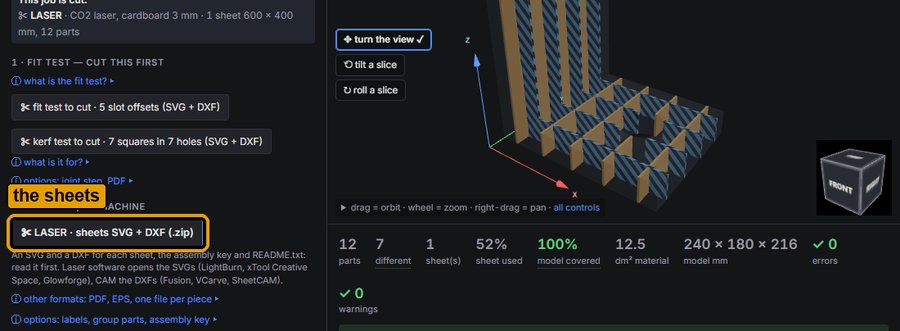 This job is cut:
LASER · CO2 laser, cardboard 3 mm · 1 sheet 600 × 400
mm, 12 parts
1 · FIT TEST — CUT THIS FIRST
ⓘ what is the fit test? ▸
✂ fit test to cut · 5 slot offsets (SVG + DXF)
✂ kerf test to cut · 7 squares in 7 holes (SVG + DXF)
ⓘ what is it for? ▸
ⓘ options: joint step, PDF ▸
the sheets
MACHINE
✂ LASER · sheets SVG + DXF (.zip)
An SVG and a DXF for each sheet, the assembly key and README.txt:
read it first. Laser software opens the SVGs (LightBurn, xTool Creative
Space, Glowforge), CAM the DXFs (Fusion, VCarve, SheetCAM).
ⓘ other formats: PDF, EPS, one file per piece ▸
ⓘ options: labels, group parts, assembly key ▸
✥ turn the view ✓
⟲ tilt a slice
↻ roll a slice
Z
Y
X
FRONT
▶ drag = orbit · wheel = zoom · right-drag = pan · all controls
12 7 1 52% 100% 12.5 240 × 180 × 216 ✓ 0
parts different sheet(s) sheet used model covered dm² material model mm errors
✓ 0
warnings